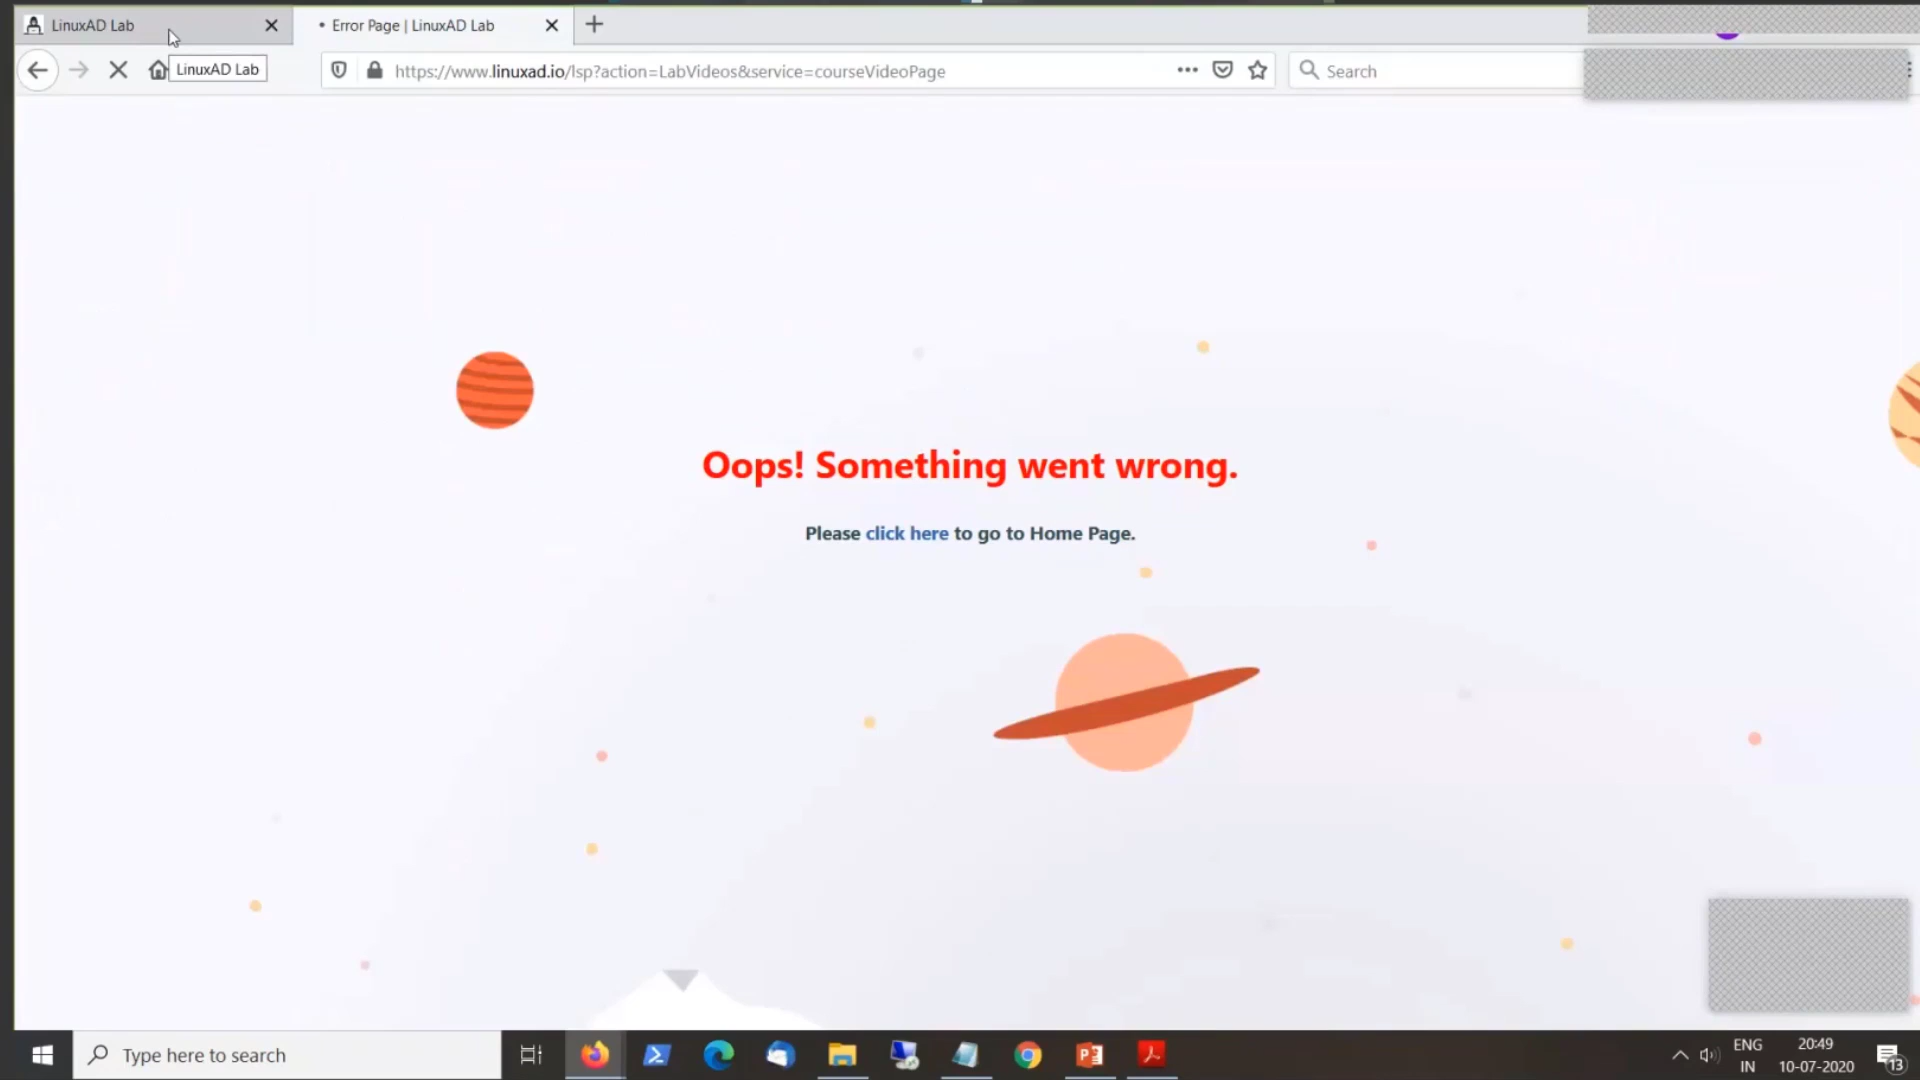 LinuxAD Lab
Error Page | LinuxAD Lab
LinuxAD Lab
https://www.linuxad.io/lsp?action=LabVideos&service=courseVideoPage
Search
Oops! Something went wrong.
Please click here to go to Home Page.
Type here to search
ENG
IN
20:49
10-07-2020
13